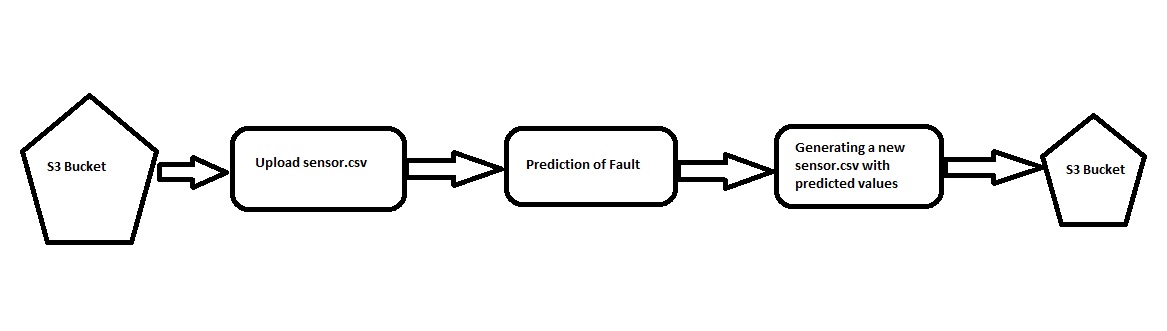 S3 Bucket
Upload sensor.csv
Prediction of Fault
Generating a new
sensor.csv with
predicted values
S3 Bucket